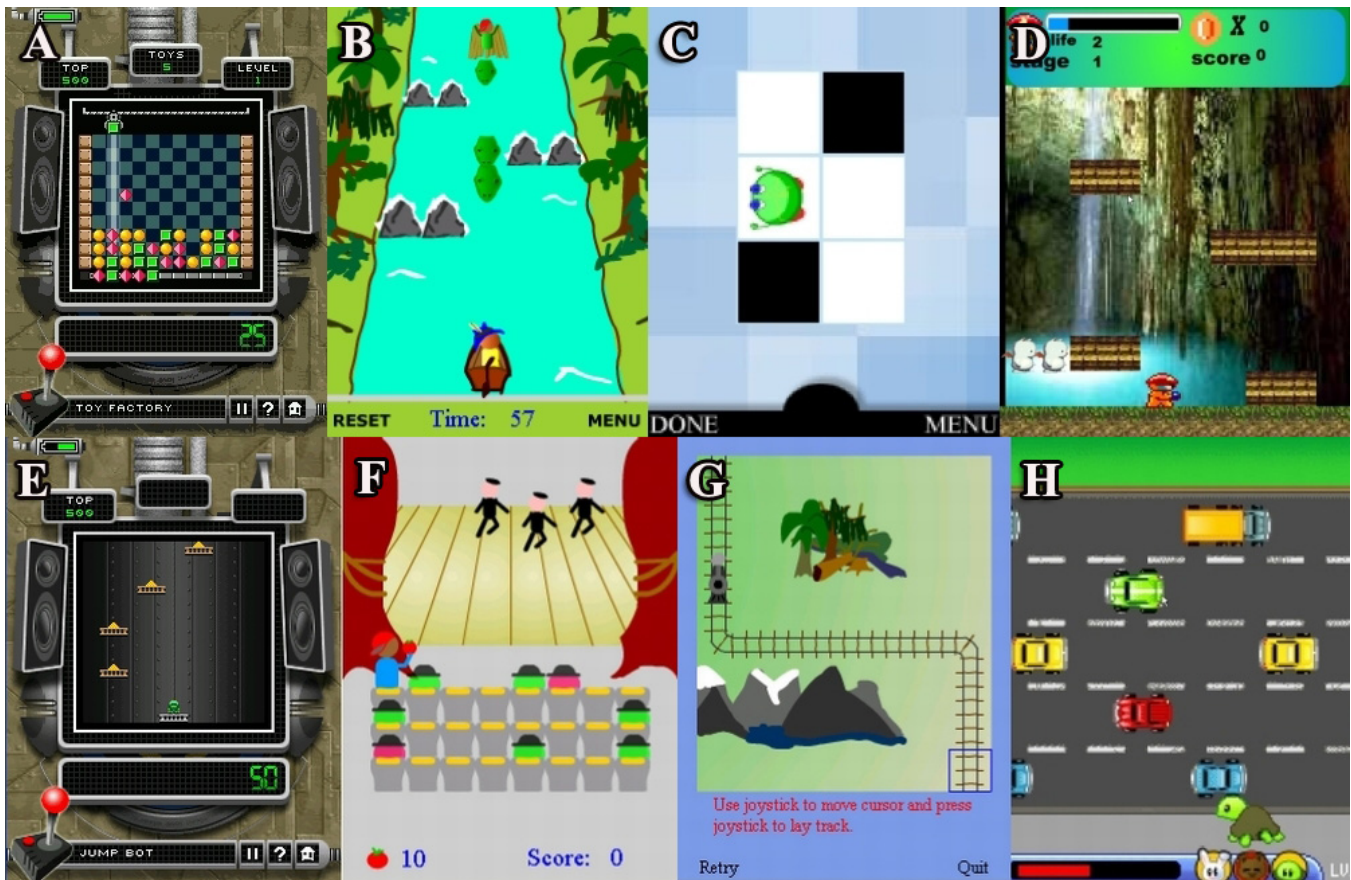 A
TOP
500
TOYS
5
LEVEL
1
25
TOY FACTORY
?
B
RESET
Time: 57
MENU
C
DONE
MENU
D
life 2
X 0
stage 1
score 0
E
TOP
500
50
JUMP BOT
?
F
10
Score: 0
G
Use joystick to move cursor and press
joystick to lay track.
Retry
Quit
H
LV